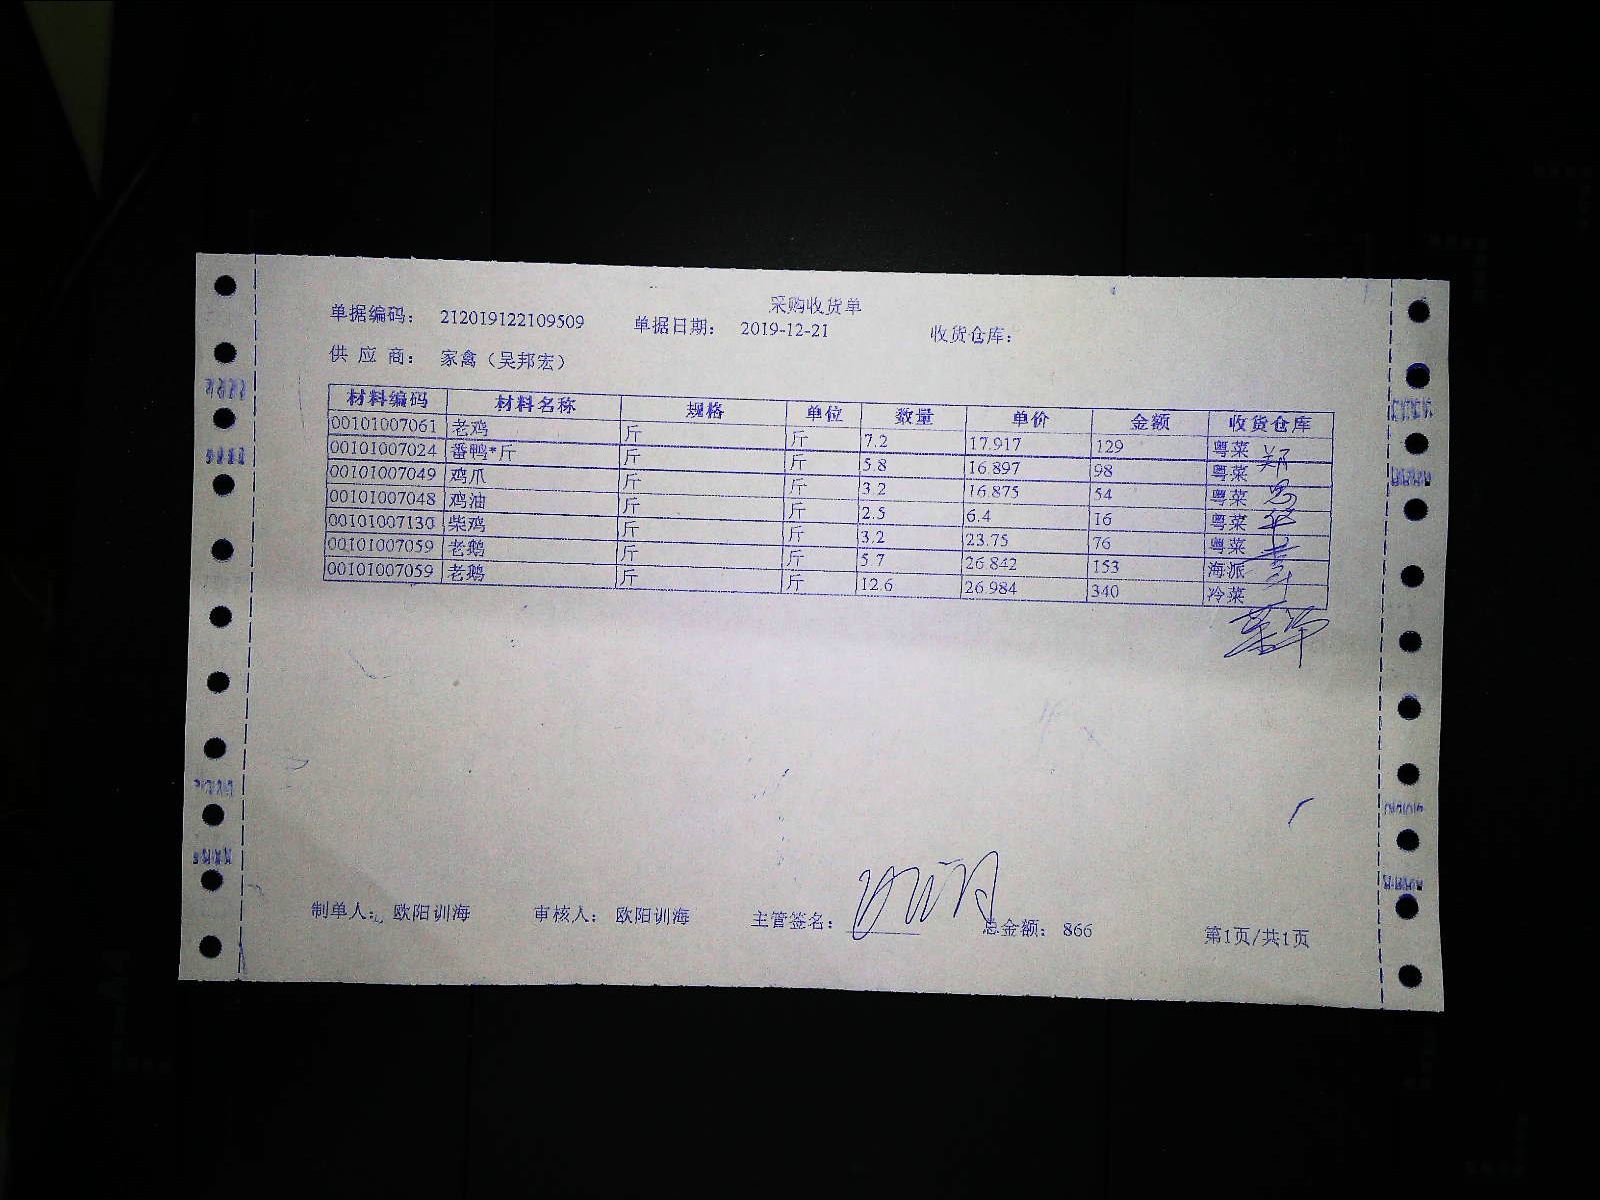 采购收货单
单据编码： 212019122109509 单据日期： 2019-12-21 收货仓库：
供 应 商： 家禽（吴邦宏）
材料编码 材料名称 规格 单位 数量 单价 金额 收货仓库
00101007061 老鸡 斤 斤 7.2 17.917 129 粤菜
00101007024 番鸭*斤 斤 斤 5.8 16.897 98 粤菜
00101007049 鸡爪 斤 斤 3.2 16.875 54 粤菜
00101007048 鸡油 斤 斤 2.5 6.4 16 粤菜
00101007130 柴鸡 斤 斤 3.2 23.75 76 粤菜
00101007059 老鹅 斤 斤 5.7 26.842 153 海派
00101007059 老鹅 斤 斤 12.6 26.984 340 冷菜
制单人： 欧阳训海 审核人： 欧阳训海 主管签名： 总金额： 866 第1页/共1页